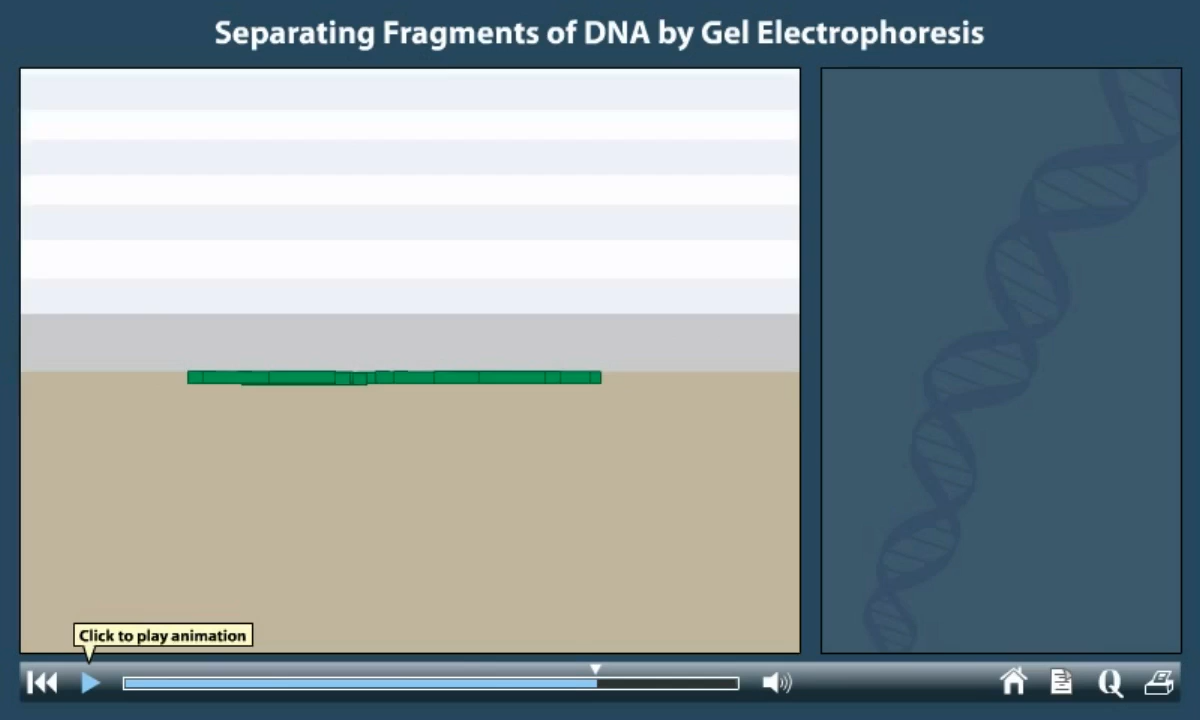 Separating Fragments of DNA by Gel Electrophoresis
Click to play animation
Q